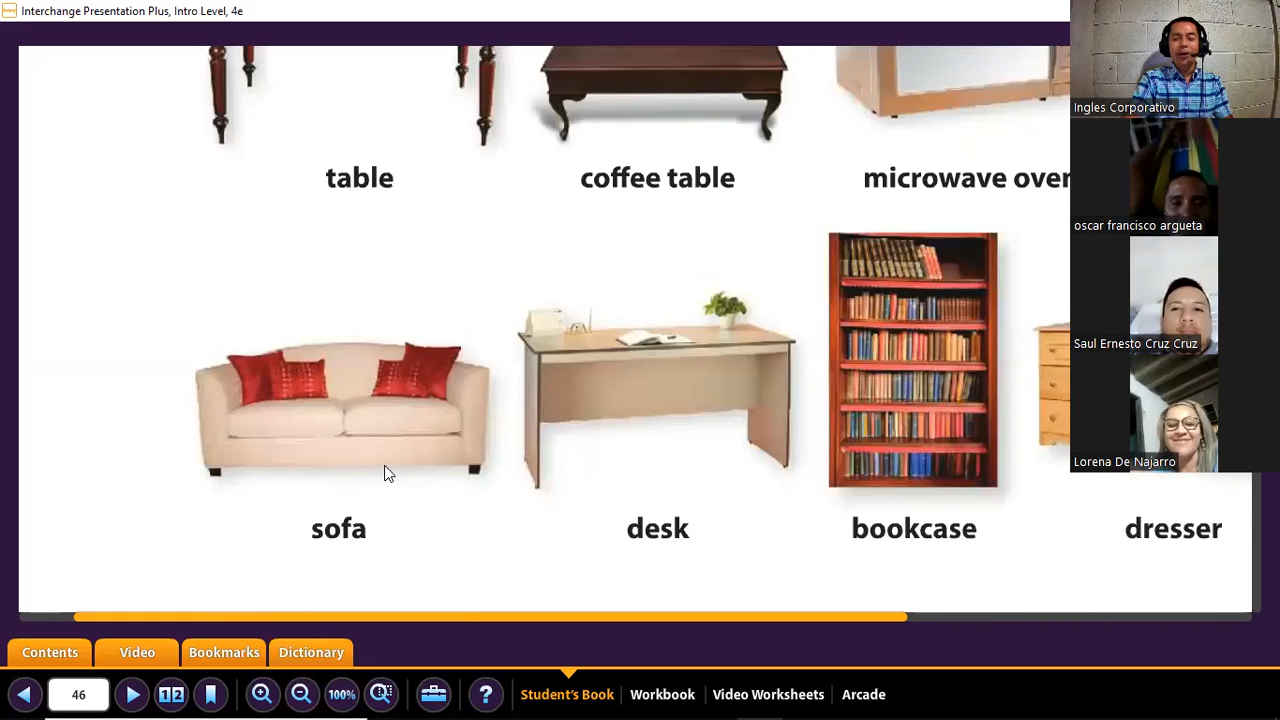 Interchange Presentation Plus, Intro Level, 4e
Ingles Corporativo
table
coffee table
microwave oven
oscar francisco argueta
Saul Ernesto Cruz Cruz
Lorena De Najarro
sofa
desk
bookcase
dresser
Contents
Video
Bookmarks
Dictionary
46
1 2
100%
?
Student's Book
Workbook
Video Worksheets
Arcade